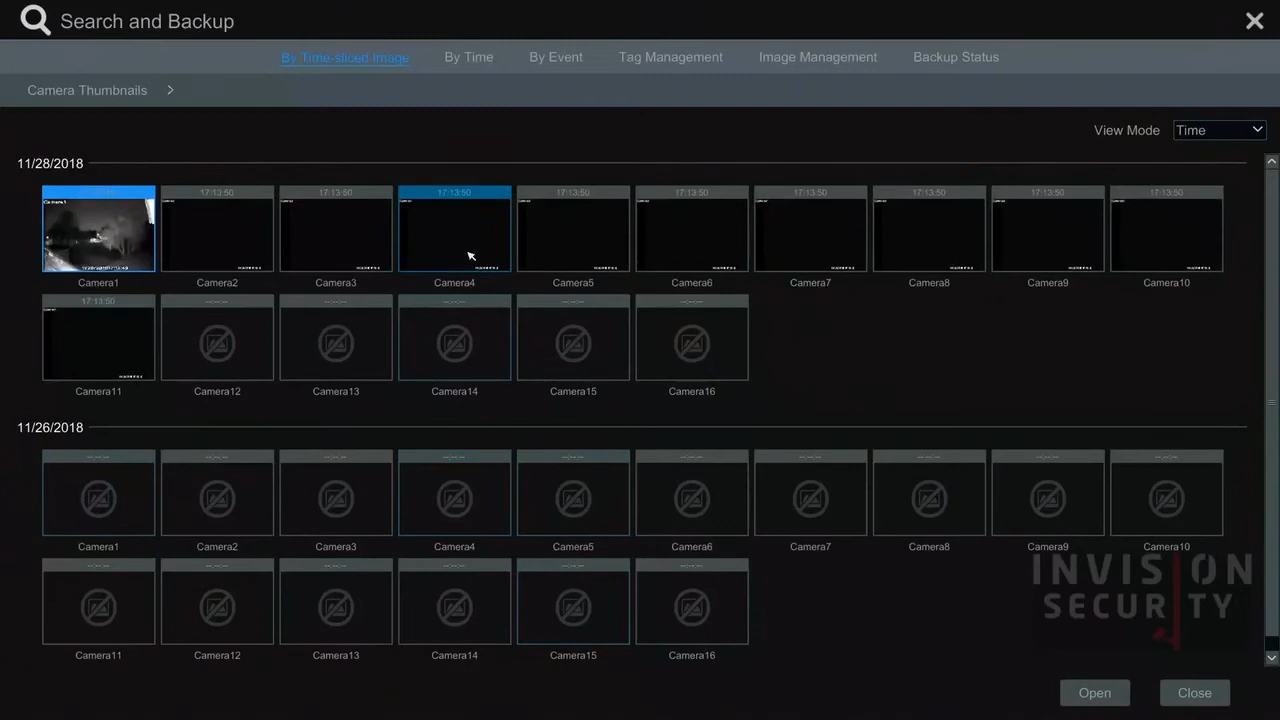 Search and Backup
By Time-sliced Image By Time By Event Tag Management Image Management Backup Status
Camera Thumbnails >
View Mode Time
11/28/2018
17:13:50 17:13:50 17:13:50 17:13:50 17:13:50 17:13:50 17:13:50 17:13:50 17:13:50
Camera1
Camera1 Camera2 Camera3 Camera4 Camera5 Camera6 Camera7 Camera8 Camera9 Camera10
17:13:50 --:--:-- --:--:-- --:--:-- --:--:-- --:--:--
Camera11 Camera12 Camera13 Camera14 Camera15 Camera16
11/26/2018
--:--:-- --:--:-- --:--:-- --:--:-- --:--:-- --:--:-- --:--:-- --:--:-- --:--:-- --:--:--
Camera1 Camera2 Camera3 Camera4 Camera5 Camera6 Camera7 Camera8 Camera9 Camera10
--:--:-- --:--:-- --:--:-- --:--:-- --:--:-- --:--:--
Camera11 Camera12 Camera13 Camera14 Camera15 Camera16
INVISION
SECURITY
Open Close